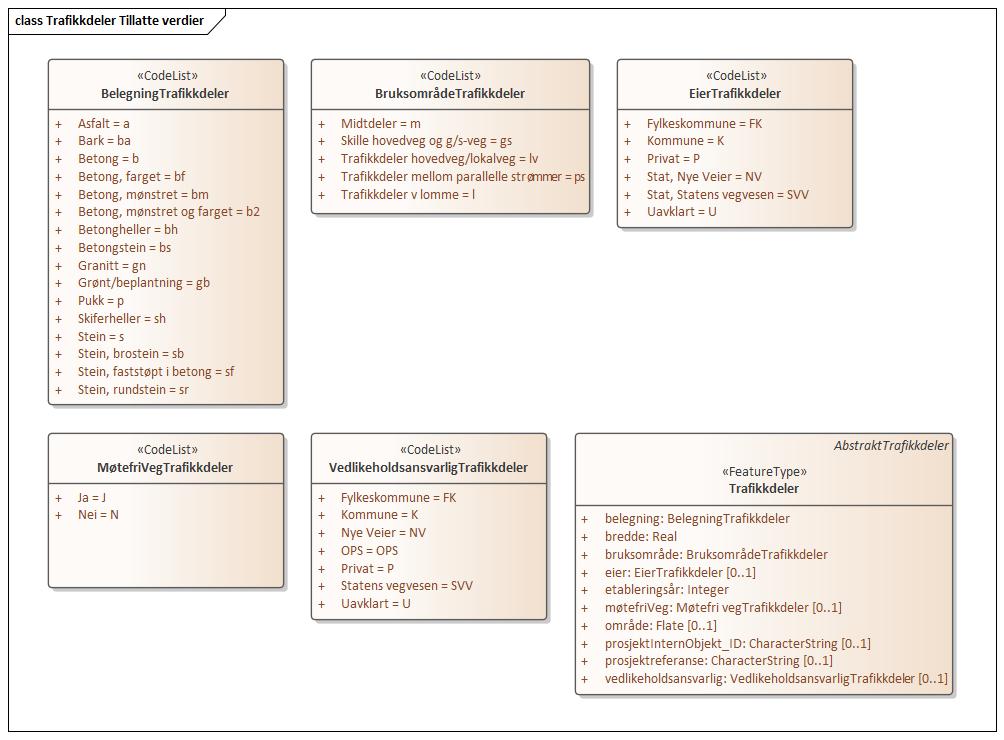 class Trafikkdeler Tillatte verdier
«CodeList»
BelegningTrafikkdeler
+ Asfalt = a
+ Bark = ba
+ Betong = b
+ Betong, farget = bf
+ Betong, mønstret = bm
+ Betong, mønstret og farget = b2
+ Betongheller = bh
+ Betongstein = bs
+ Granitt = gn
+ Grønt/beplantning = gb
+ Pukk = p
+ Skiferheller = sh
+ Stein = s
+ Stein, brostein = sb
+ Stein, faststøpt i betong = sf
+ Stein, rundstein = sr
«CodeList»
BruksområdeTrafikkdeler
+ Midtdeler = m
+ Skille hovedveg og g/s-veg = gs
+ Trafikkdeler hovedveg/lokalveg = lv
+ Trafikkdeler mellom parallelle strømmer = ps
+ Trafikkdeler v lomme = l
«CodeList»
EierTrafikkdeler
+ Fylkeskommune = FK
+ Kommune = K
+ Privat = P
+ Stat, Nye Veier = NV
+ Stat, Statens vegvesen = SVV
+ Uavklart = U
«CodeList»
MøtefriVegTrafikkdeler
+ Ja = J
+ Nei = N
«CodeList»
VedlikeholdsansvarligTrafikkdeler
+ Fylkeskommune = FK
+ Kommune = K
+ Nye Veier = NV
+ OPS = OPS
+ Privat = P
+ Statens vegvesen = SVV
+ Uavklart = U
AbstraktTrafikkdeler
«FeatureType»
Trafikkdeler
+ belegning: BelegningTrafikkdeler
+ bredde: Real
+ bruksområde: BruksområdeTrafikkdeler
+ eier: EierTrafikkdeler [0..1]
+ etableringsår: Integer
+ møtefriVeg: Møtefri vegTrafikkdeler [0..1]
+ område: Flate [0..1]
+ prosjektInternObjekt_ID: CharacterString [0..1]
+ prosjektreferanse: CharacterString [0..1]
+ vedlikeholdsansvarlig: VedlikeholdsansvarligTrafikkdeler [0..1]